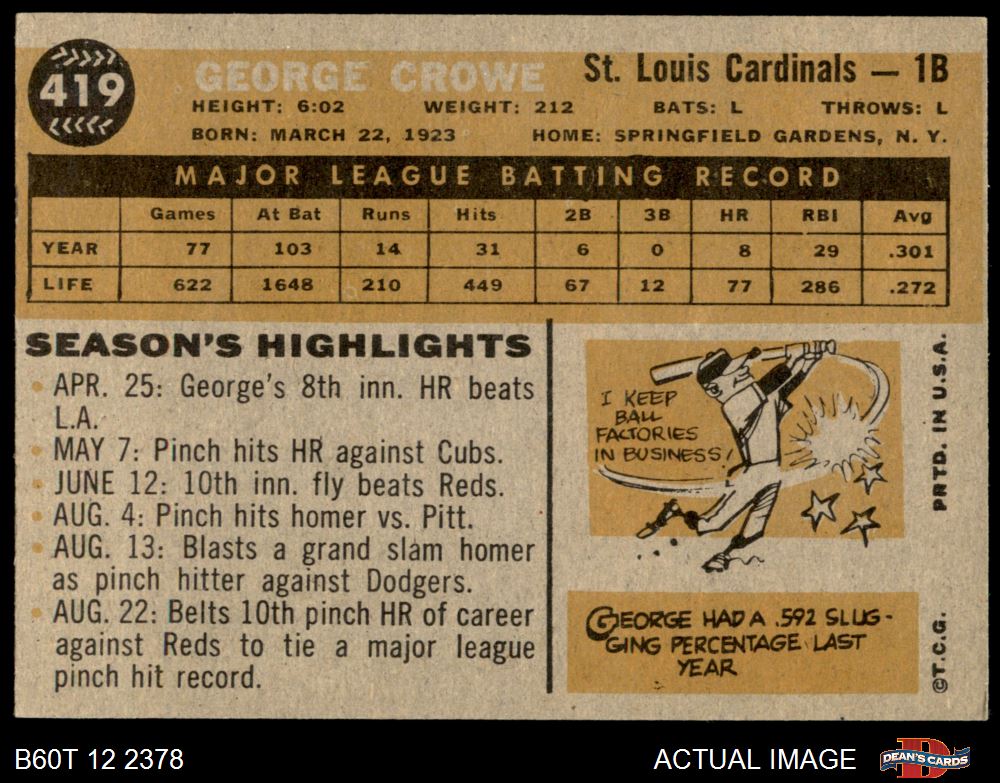 419
GEORGE CROWE
St. Louis Cardinals — 1B
HEIGHT: 6:02 WEIGHT: 212 BATS: L THROWS: L
BORN: MARCH 22, 1923 HOME: SPRINGFIELD GARDENS, N. Y.
MAJOR LEAGUE BATTING RECORD
Games At Bat Runs Hits 2B 3B HR RBI Avg
YEAR 77 103 14 31 6 0 8 29 .301
LIFE 622 1648 210 449 67 12 77 286 .272
SEASON'S HIGHLIGHTS
APR. 25: George's 8th inn. HR beats
L.A.
MAY 7: Pinch hits HR against Cubs.
JUNE 12: 10th inn. fly beats Reds.
AUG. 4: Pinch hits homer vs. Pitt.
AUG. 13: Blasts a grand slam homer
as pinch hitter against Dodgers.
AUG. 22: Belts 10th pinch HR of career
against Reds to tie a major league
pinch hit record.
I KEEP
BALL
FACTORIES
IN BUSINESS!
GEORGE HAD A .592 SLUG-
GING PERCENTAGE LAST
YEAR
PRTD. IN U.S.A.
©T.C.G.
B60T 12 2378
ACTUAL IMAGE
DEAN'S CARDS